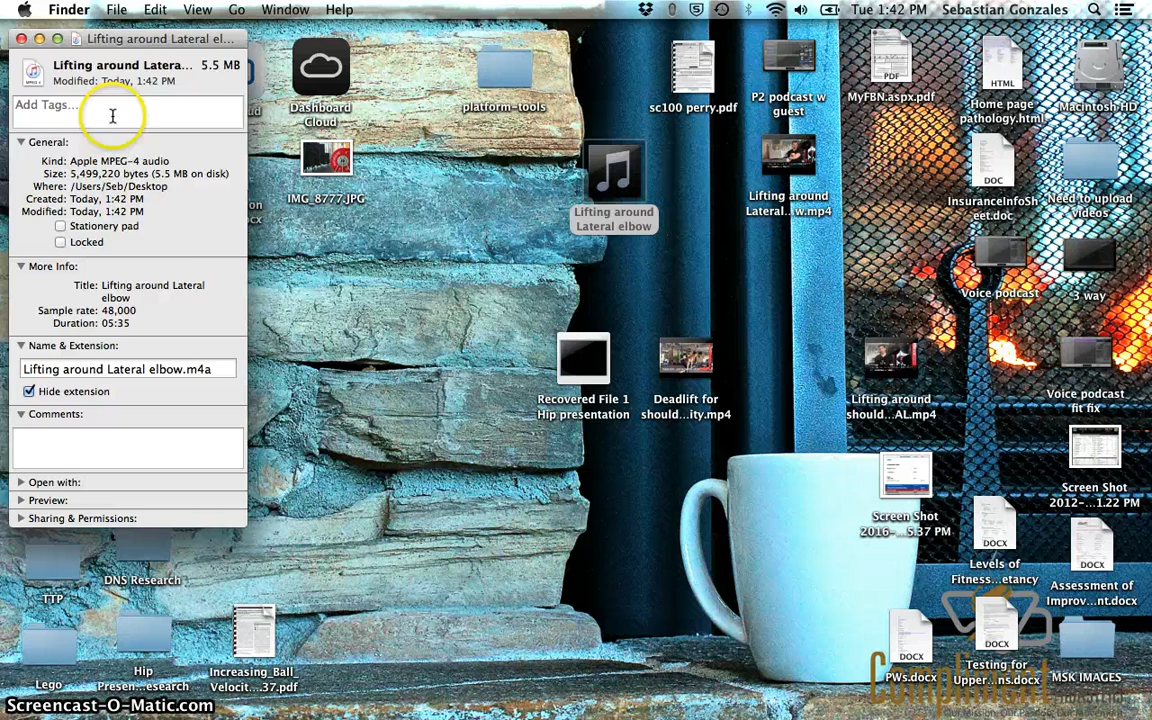 Finder File Edit View Go Window Help
Tue 1:42 PM Sebastian Gonzales
Lifting around Lateral el...
Lifting around Latera... 5.5 MB
Modified: Today, 1:42 PM
Add Tags...
General:
Kind: Apple MPEG-4 audio
Size: 5,499,220 bytes (5.5 MB on disk)
Where: /Users/Seb/Desktop
Created: Today, 1:42 PM
Modified: Today, 1:42 PM
Stationery pad
Locked
More Info:
Title: Lifting around Lateral
elbow
Sample rate: 48,000
Duration: 05:35
Name & Extension:
Lifting around Lateral elbow.m4a
Hide extension
Comments:
Open with:
Preview:
Sharing & Permissions:
Dashboard
Cloud
IMG_8777.JPG
platform-tools
Lifting around
Lateral elbow
sc100 perry.pdf
P2 podcast w
guest
Lifting around
Lateral...w.mp4
PDF
MyFBN.aspx.pdf
HTML
Home page
pathology.html
Macintosh HD
DOC
InsuranceInfoSh
eet.doc
Need to upload
videos
Voice podcast
3 way
Recovered File 1
Hip presentation
Deadlift for
should...ity.mp4
Lifting around
should...AL.mp4
Voice podcast
fit fix
Screen Shot
2012-...1.22 PM
Screen Shot
2016-...5.37 PM
DOCX
Levels of
Fitness...etancy
DOCX
Assessment of
Improv...nt.docx
DOCX
PWs.docx
DOCX
Testing for
Upper...ns.docx
MSK IMAGES
TTP
DNS Research
Lego
Hip
Presen...esearch
Increasing_Ball_
Velocit...37.pdf
Screencast-O-Matic.com